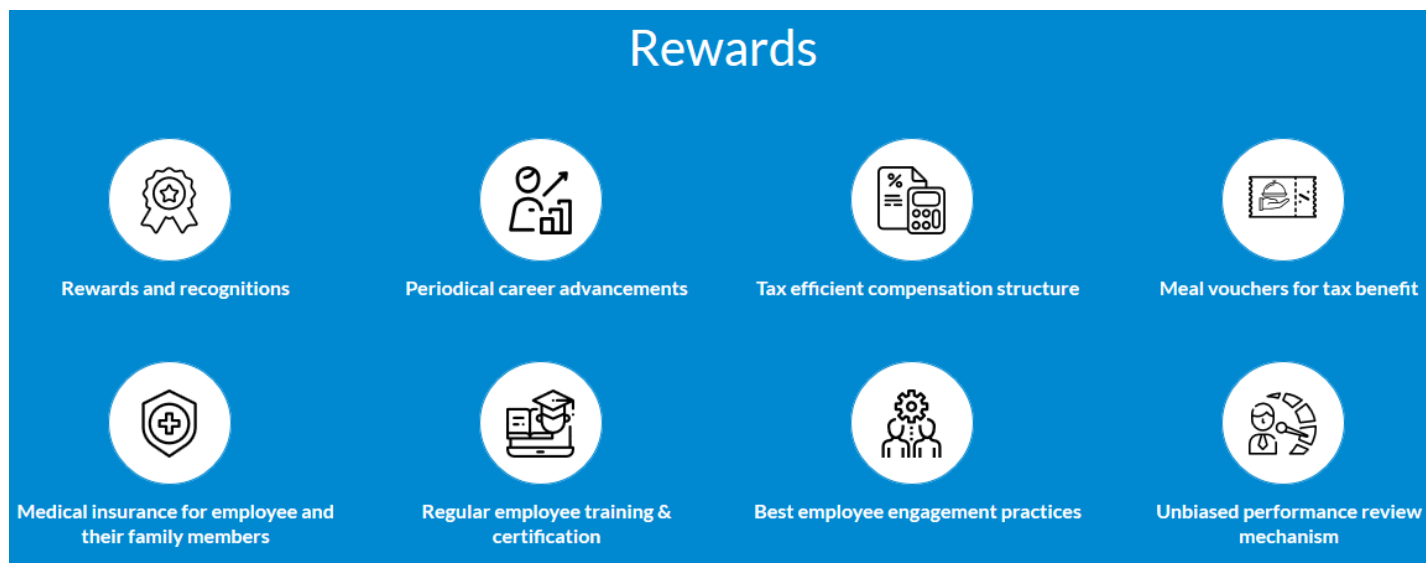 Rewards
Rewards and recognitions
Periodical career advancements
Tax efficient compensation structure
Meal vouchers for tax benefit
%
Medical insurance for employee and
their family members
Regular employee training &
certification
Best employee engagement practices
Unbiased performance review
mechanism